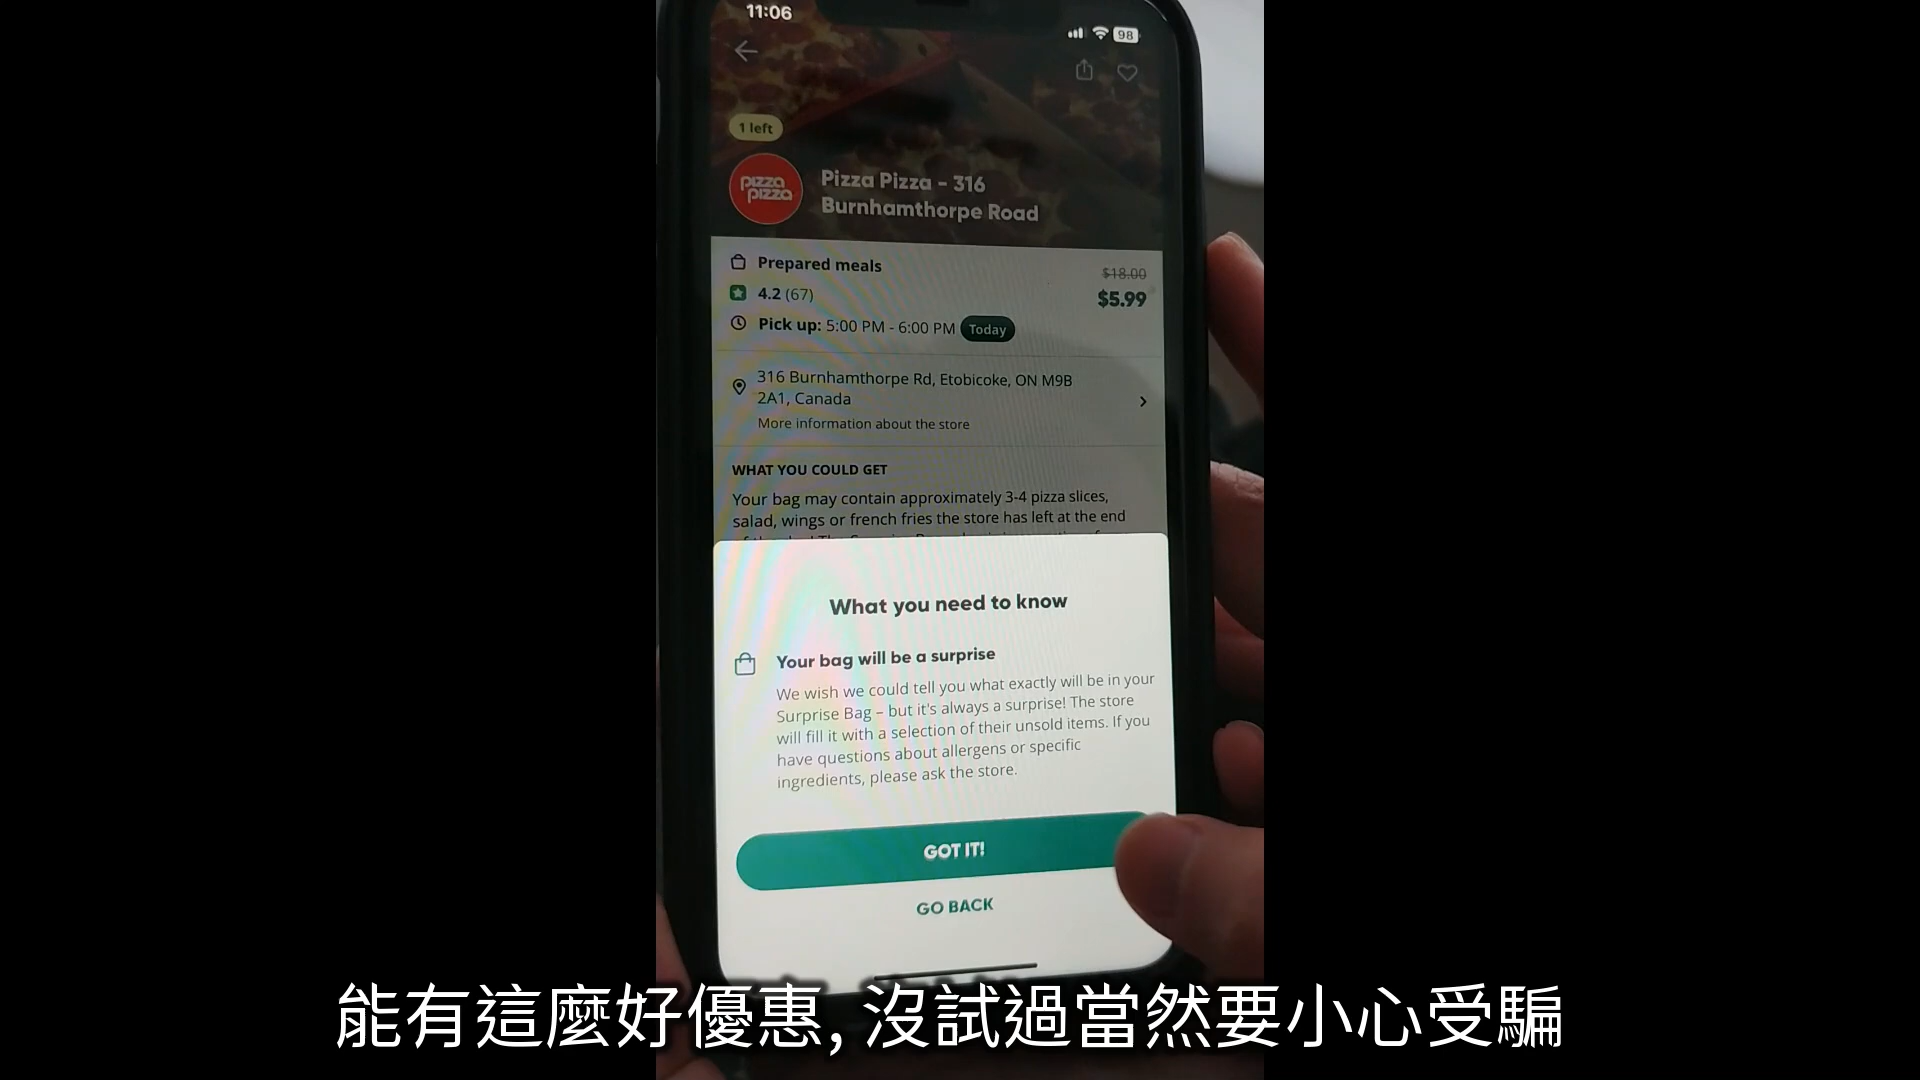 11:06
98
1 left
pizza
pizza
Pizza Pizza - 316
Burnhamthorpe Road
Prepared meals
$18.00
4.2 (67)
$5.99
Pick up: 5:00 PM - 6:00 PM Today
316 Burnhamthorpe Rd, Etobicoke, ON M9B
2A1, Canada
More information about the store
WHAT YOU COULD GET
Your bag may contain approximately 3-4 pizza slices,
salad, wings or french fries the store has left at the end
What you need to know
Your bag will be a surprise
We wish we could tell you what exactly will be in your
Surprise Bag – but it's always a surprise! The store
will fill it with a selection of their unsold items. If you
have questions about allergens or specific
ingredients, please ask the store.
GOT IT!
GO BACK
能有這麼好優惠, 沒試過當然要小心受騙